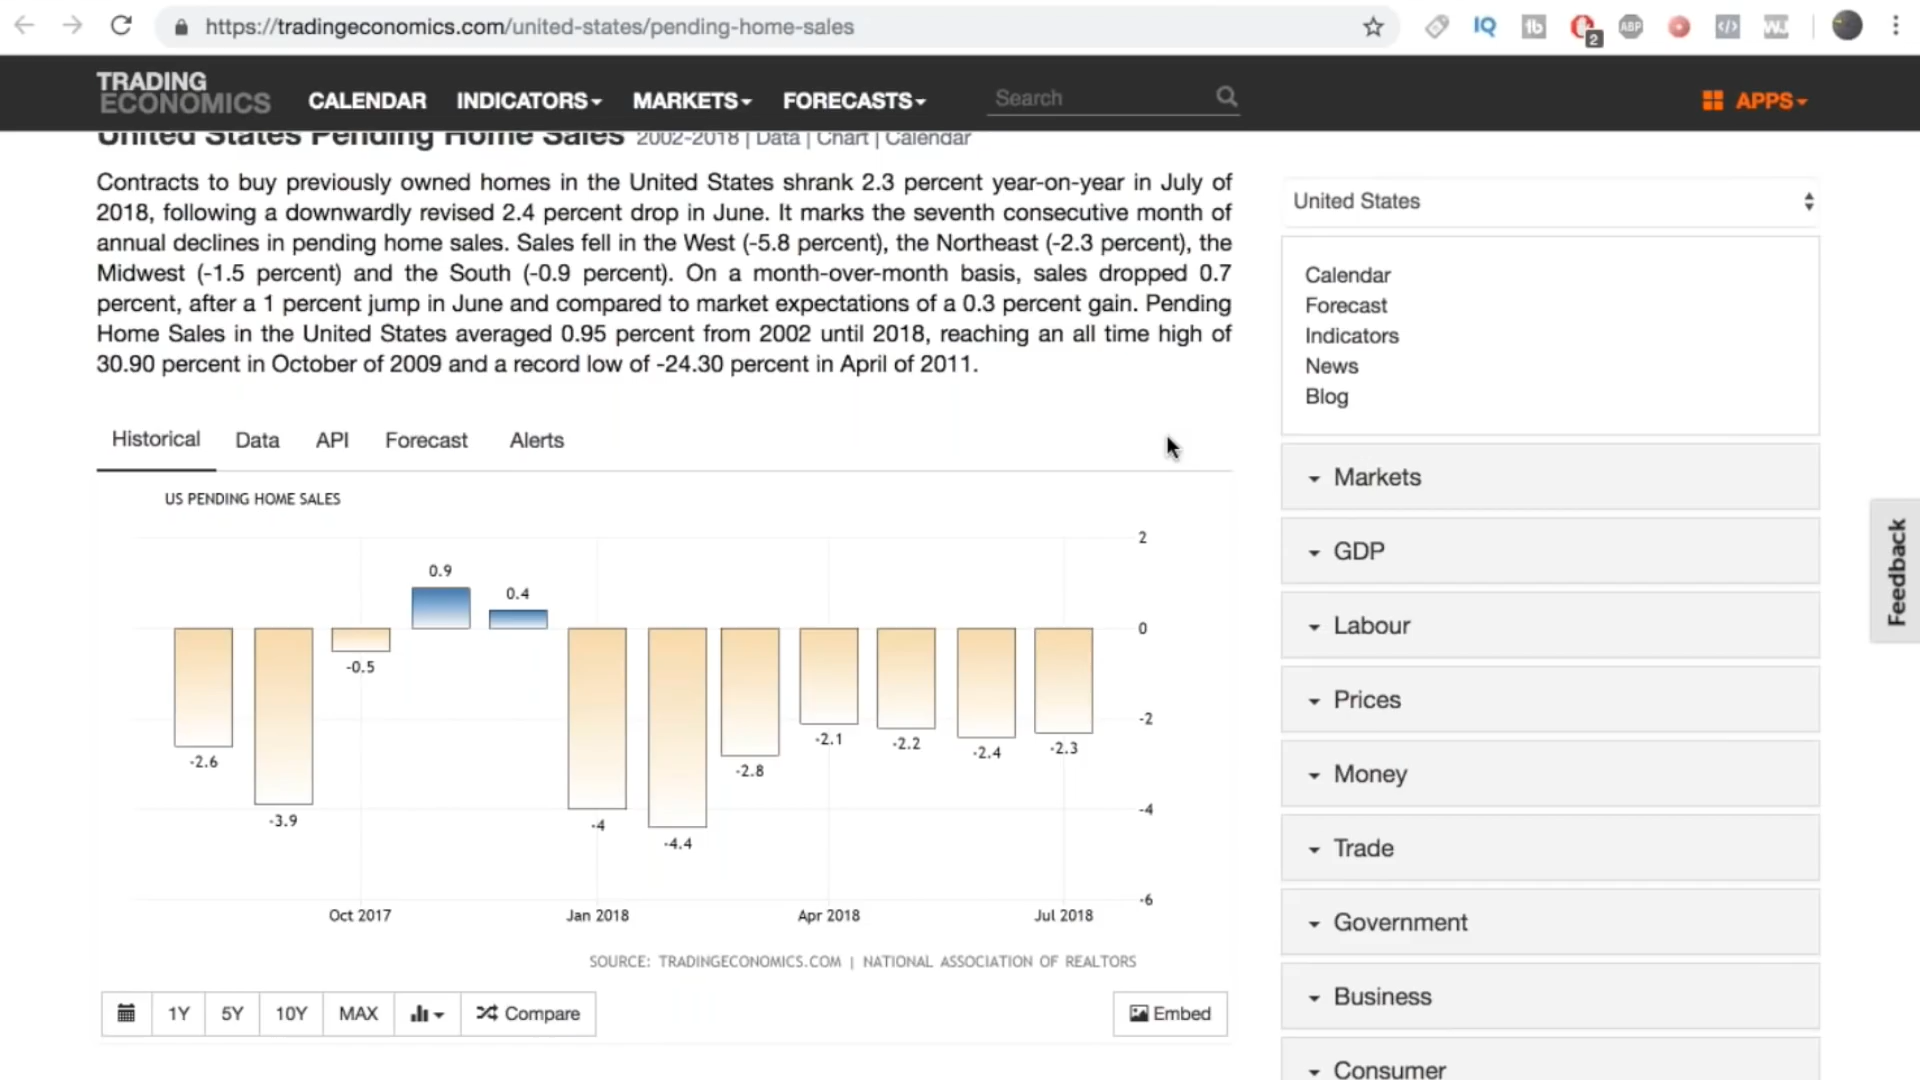 https://tradingeconomics.com/united-states/pending-home-sales
IQ
tb
2
ABP
</>
WJ
TRADING
ECONOMICS
CALENDAR
INDICATORS
MARKETS
FORECASTS
Search
APPS
United States Pending Home Sales 2002-2018 | Data | Chart | Calendar
Contracts to buy previously owned homes in the United States shrank 2.3 percent year-on-year in July of
2018, following a downwardly revised 2.4 percent drop in June. It marks the seventh consecutive month of
annual declines in pending home sales. Sales fell in the West (-5.8 percent), the Northeast (-2.3 percent), the
Midwest (-1.5 percent) and the South (-0.9 percent). On a month-over-month basis, sales dropped 0.7
percent, after a 1 percent jump in June and compared to market expectations of a 0.3 percent gain. Pending
Home Sales in the United States averaged 0.95 percent from 2002 until 2018, reaching an all time high of
30.90 percent in October of 2009 and a record low of -24.30 percent in April of 2011.
Historical
Data
API
Forecast
Alerts
US PENDING HOME SALES
2
0
-2
-4
-6
-2.6
-3.9
-0.5
0.9
0.4
-4
-4.4
-2.8
-2.1
-2.2
-2.4
-2.3
Oct 2017
Jan 2018
Apr 2018
Jul 2018
SOURCE: TRADINGECONOMICS.COM | NATIONAL ASSOCIATION OF REALTORS
1Y
5Y
10Y
MAX
Compare
Embed
United States
Calendar
Forecast
Indicators
News
Blog
Markets
GDP
Labour
Prices
Money
Trade
Government
Business
Consumer
Feedback